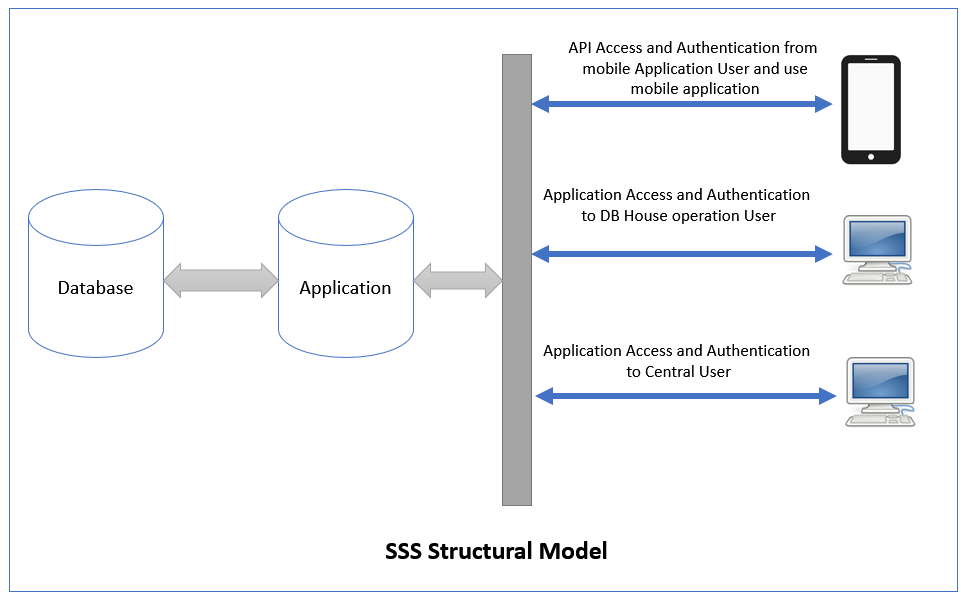 API Access and Authentication from
mobile Application User and use
mobile application
Application Access and Authentication
to DB House operation User
Database
Application
Application Access and Authentication
to Central User
SSS Structural Model